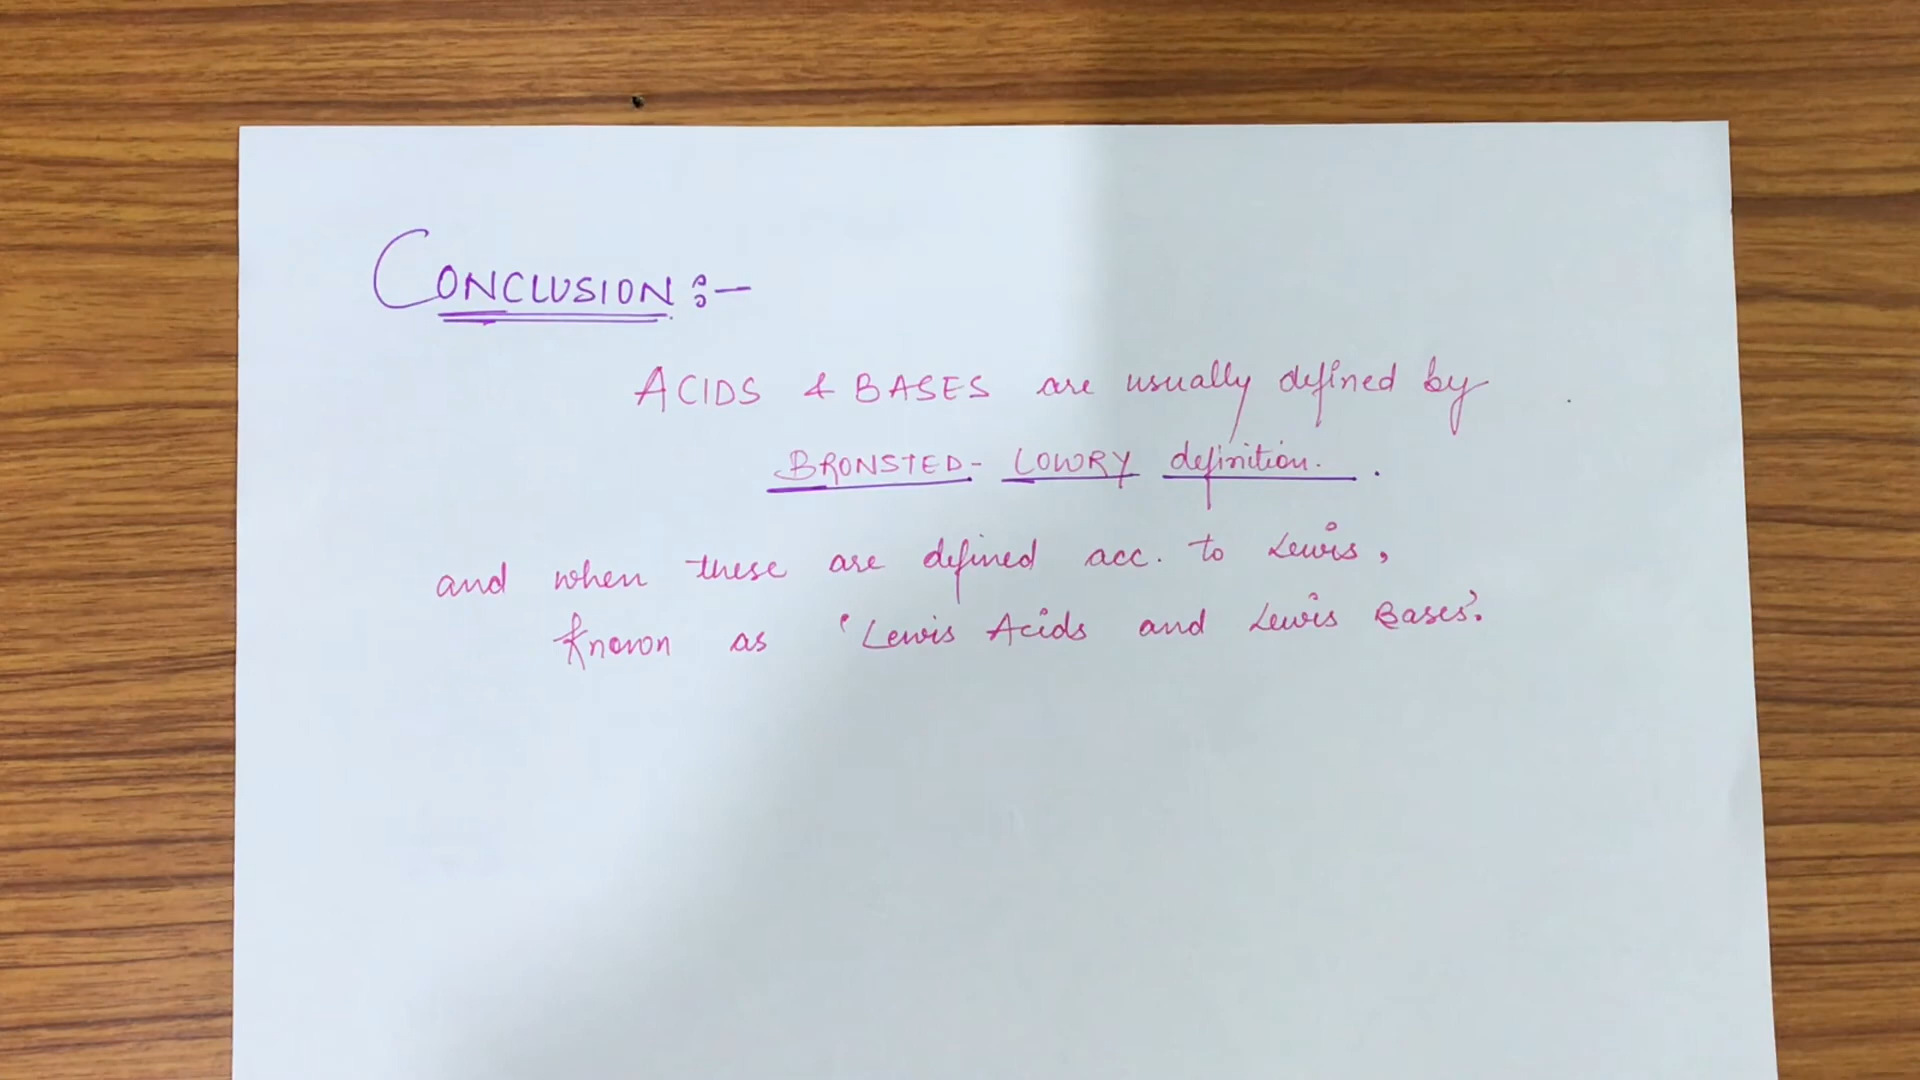 CONCLUSION :-
ACIDS & BASES are usually defined by
BRONSTED- LOWRY definition. .
and when these are defined acc. to Lewis,
Known as 'Lewis Acids and Lewis Bases'.